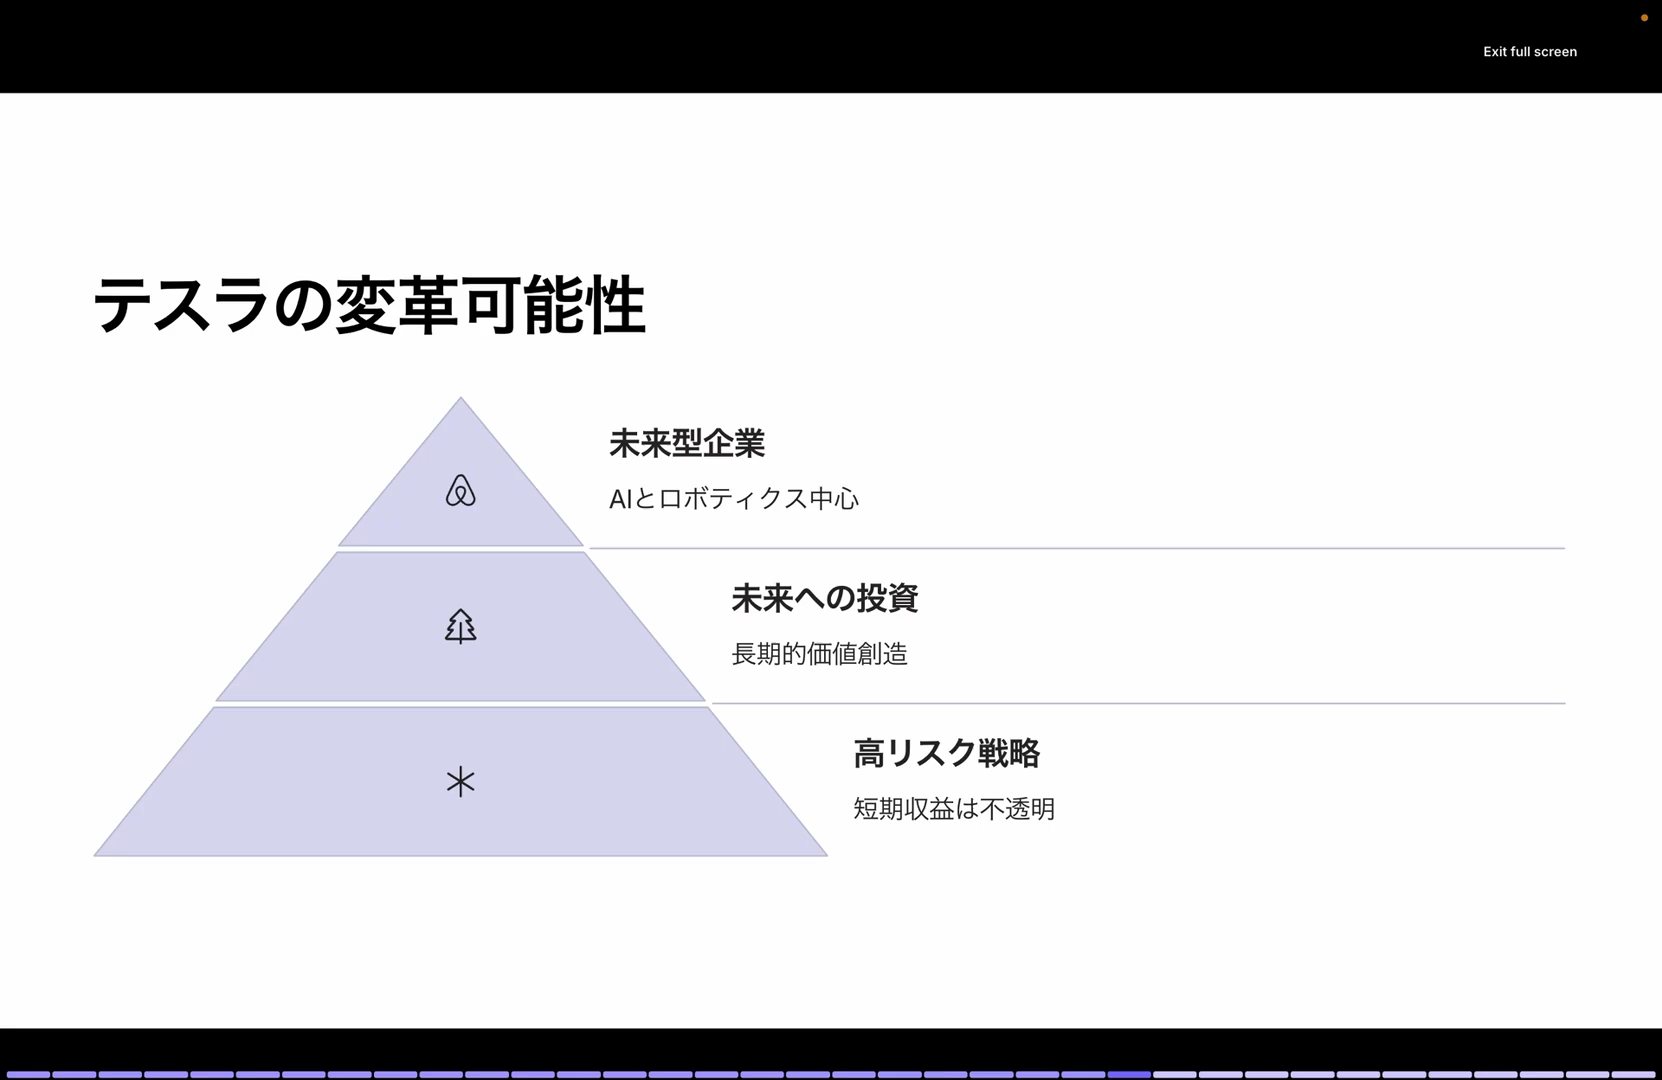 Exit full screen
テスラの変革可能性
未来型企業
AIとロボティクス中心
未来への投資
長期的価値創造
高リスク戦略
短期収益は不透明